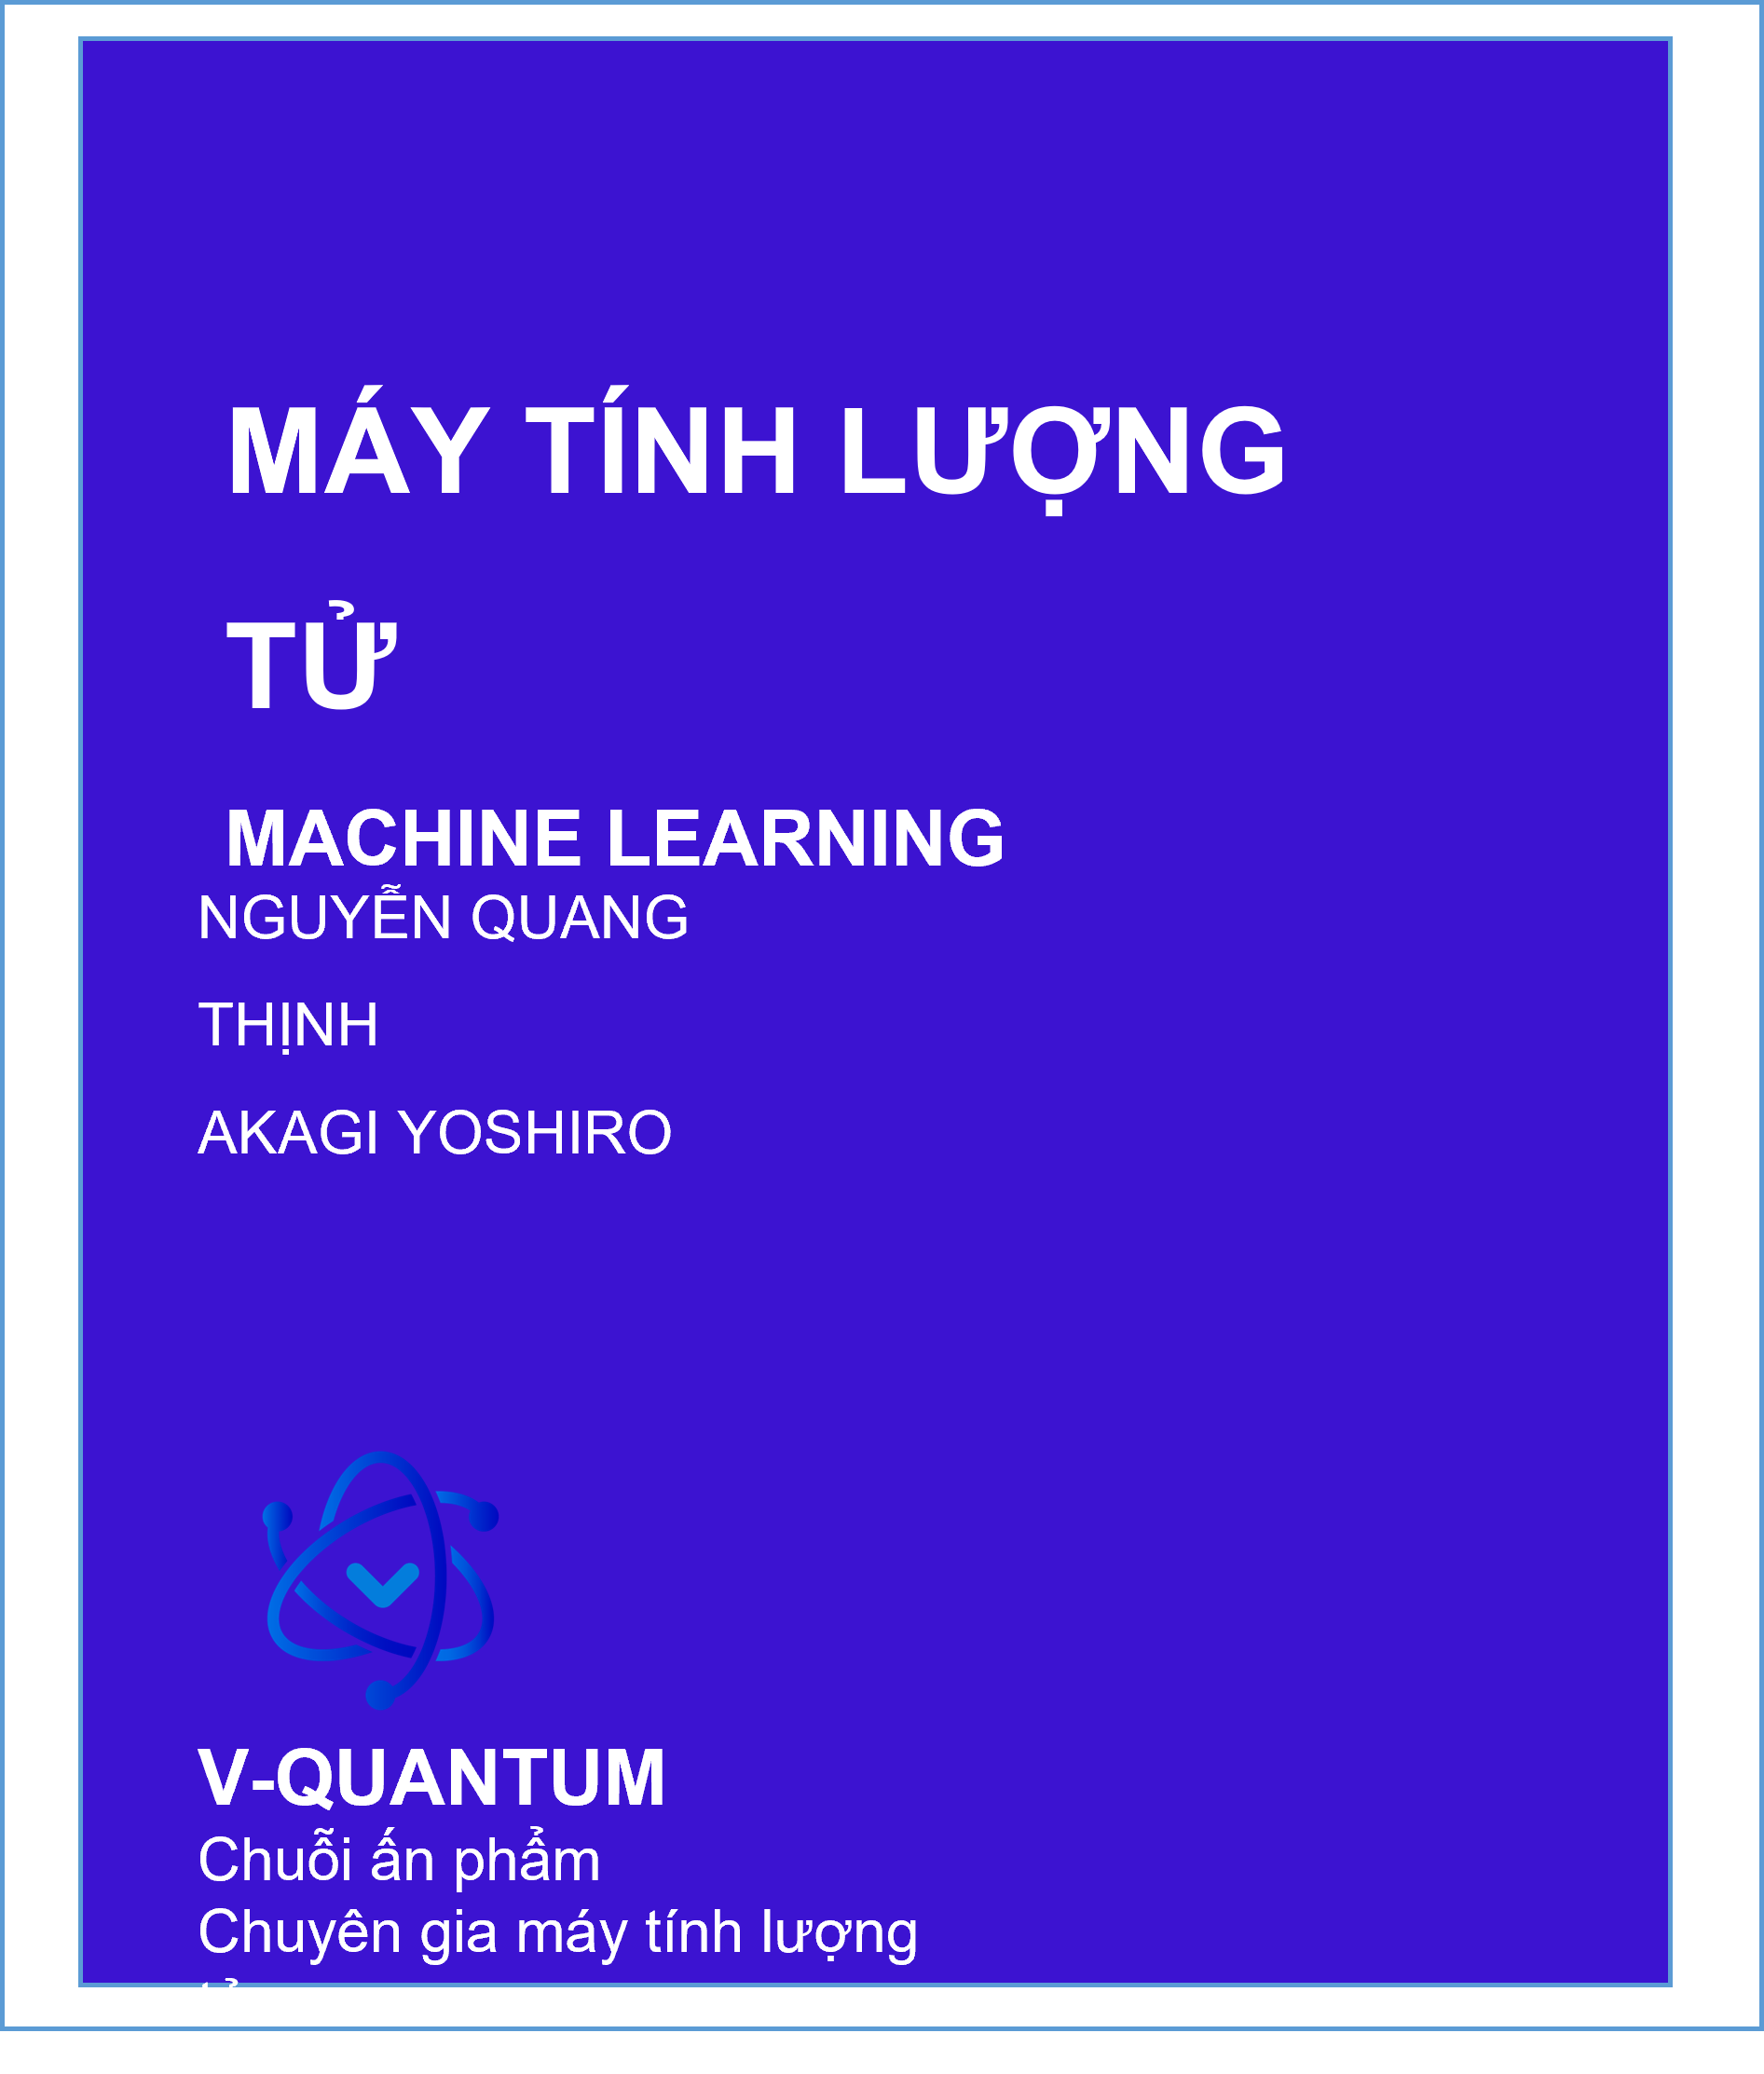 MÁY TÍNH LƯỢNG
TỬ
MACHINE LEARNING
NGUYỄN QUANG
THỊNH
AKAGI YOSHIRO
V-QUANTUM
Chuỗi ấn phẩm
Chuyên gia máy tính lượng